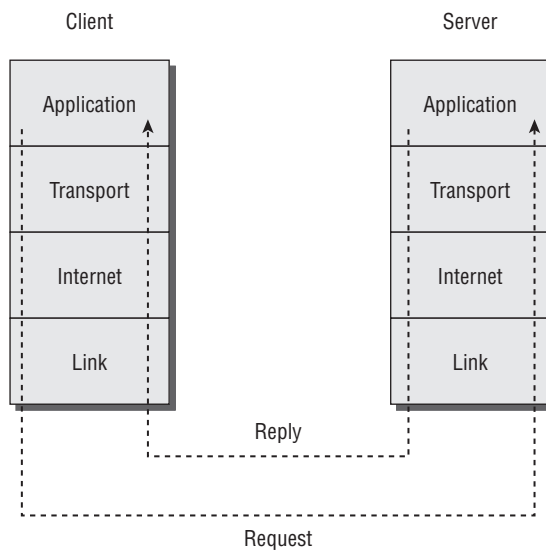 Client
Server
Application
Application
Transport
Transport
Internet
Internet
Link
Link
Reply
Request